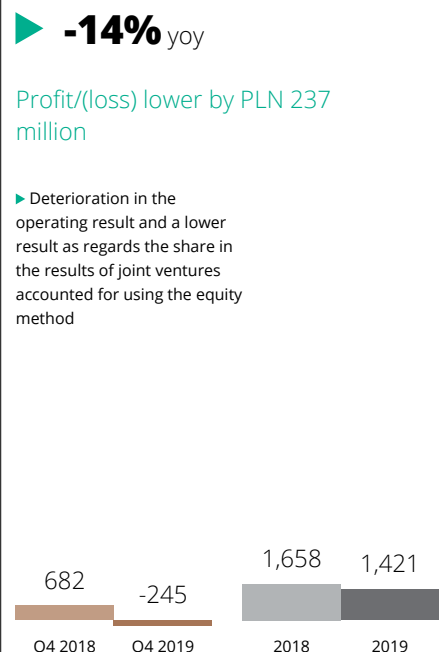 -14% yoy
Profit/(loss) lower by PLN 237
million
Deterioration in the
operating result and a lower
result as regards the share in
the results of joint ventures
accounted for using the equity
method
682 -245 1,658 1,421
Q4 2018 Q4 2019 2018 2019